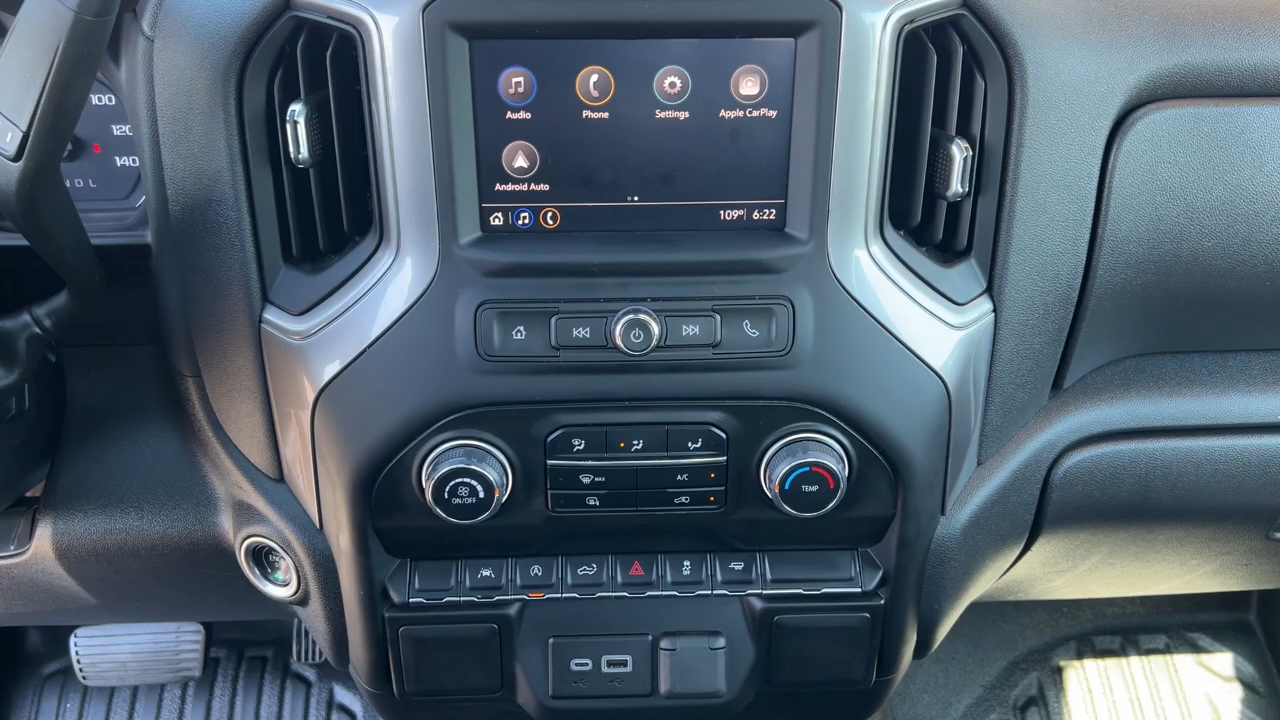 100
120
140
N D L
Audio
Phone
Settings
Apple CarPlay
Android Auto
109° 6:22
MAX
A/C
ON/OFF
TEMP